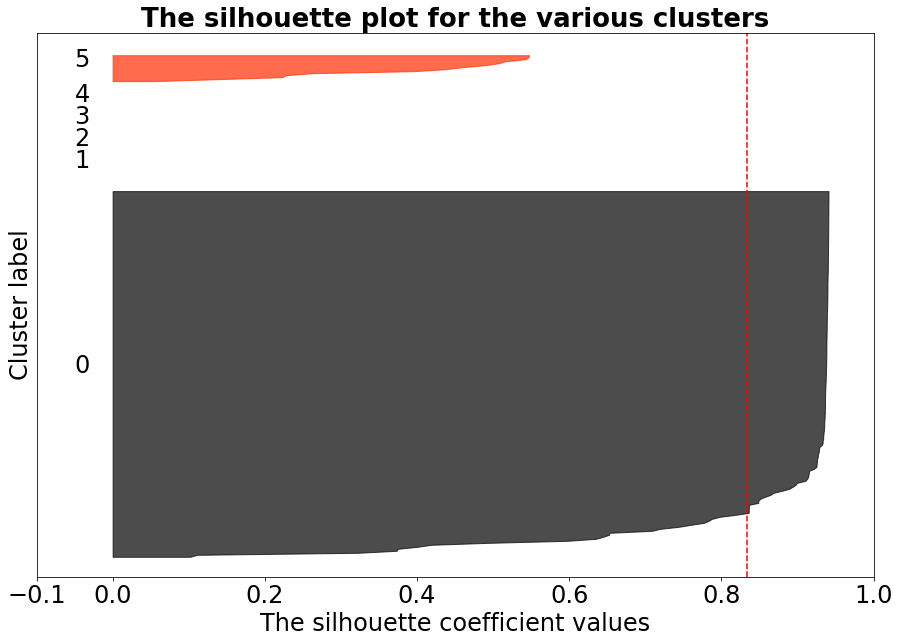 The silhouette plot for the various clusters
5
4
3
2
1
0
Cluster label
−0.1 0.0 0.2 0.4 0.6 0.8 1.0
The silhouette coefficient values